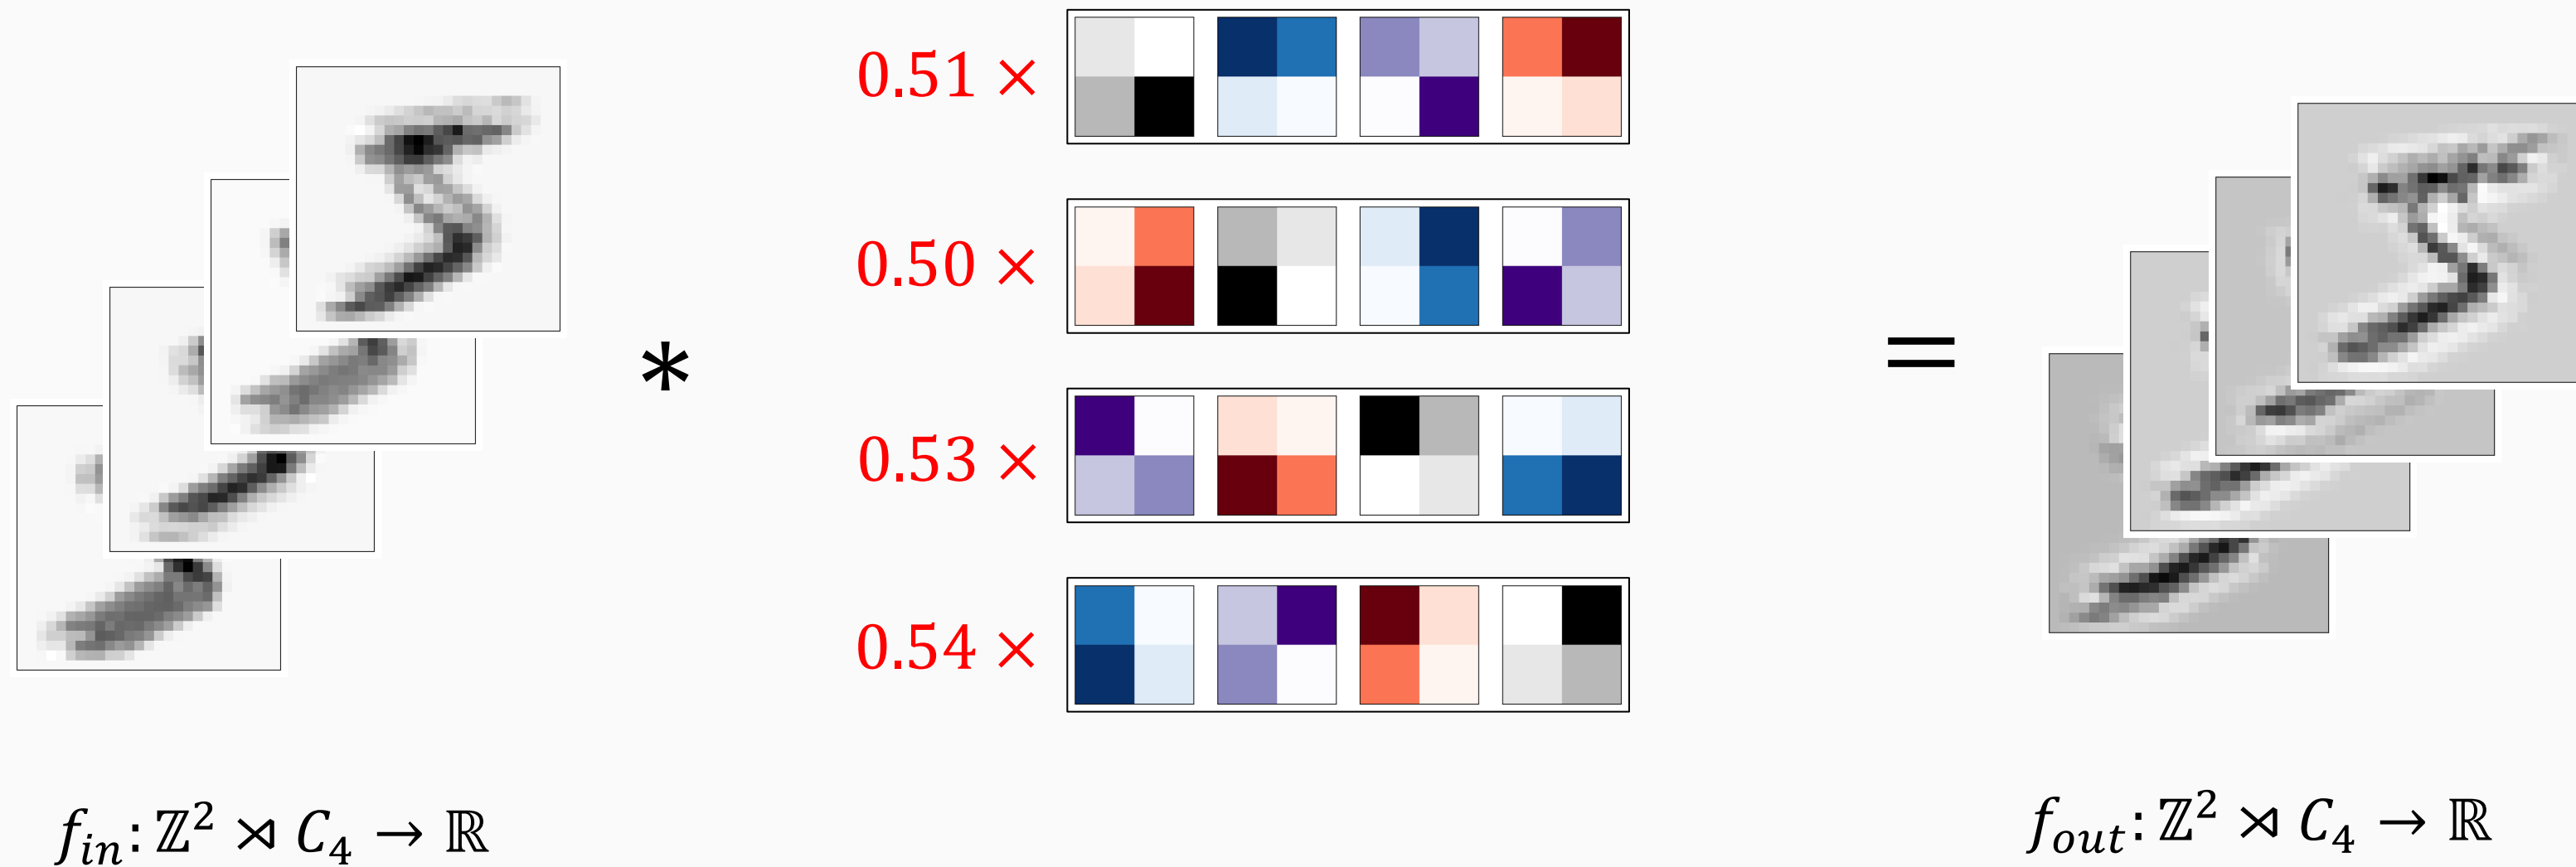 0.51 ×
0.50 ×
∗ =
0.53 ×
0.54 ×
f_in: ℤ² ⋊ C₄ → ℝ
f_out: ℤ² ⋊ C₄ → ℝ